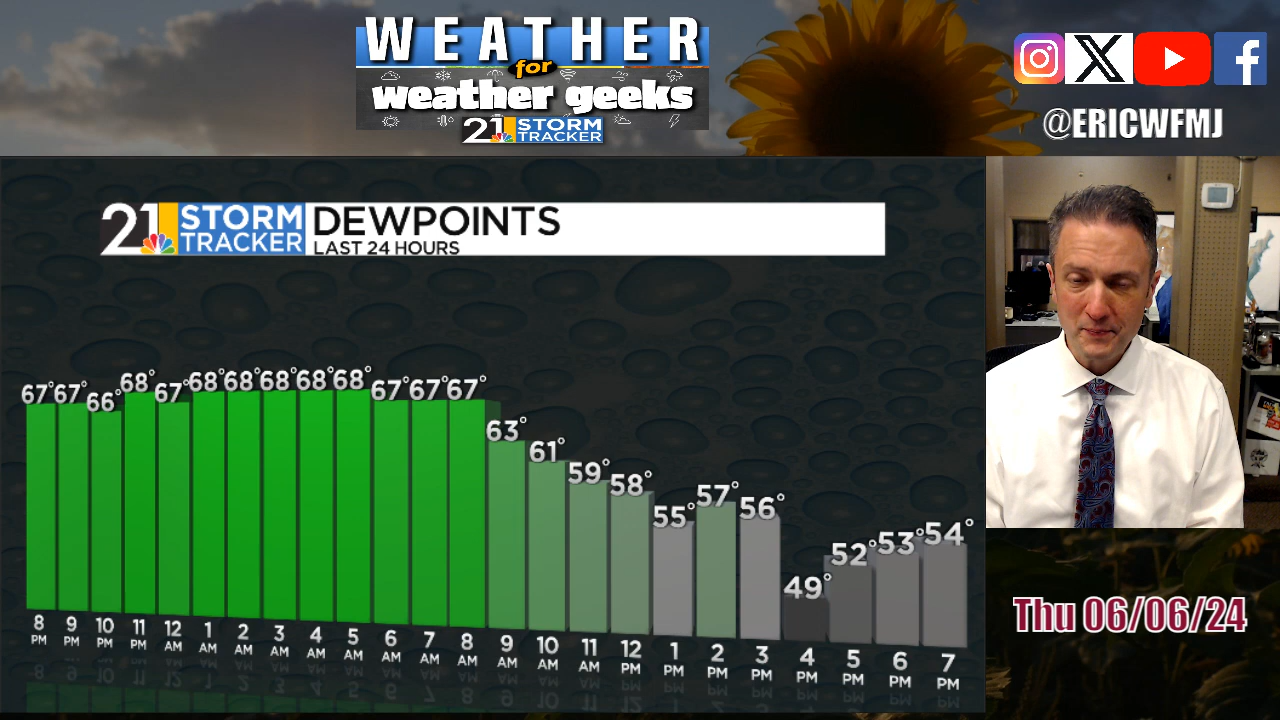 WEATHER
for
weather geeks
21 STORM
TRACKER
@ERICWFMJ
21 STORM
TRACKER
DEWPOINTS
LAST 24 HOURS
67° 67° 66° 68° 67° 68° 68° 68° 68° 68° 67° 67° 67° 63° 61° 59° 58° 55° 57° 56° 49° 52° 53° 54°
8 9 10 11 12 1 2 3 4 5 6 7 8 9 10 11 12 1 2 3 4 5 6 7
PM PM PM PM AM AM AM AM AM AM AM AM AM AM AM AM PM PM PM PM PM PM PM PM
Thu 06/06/24